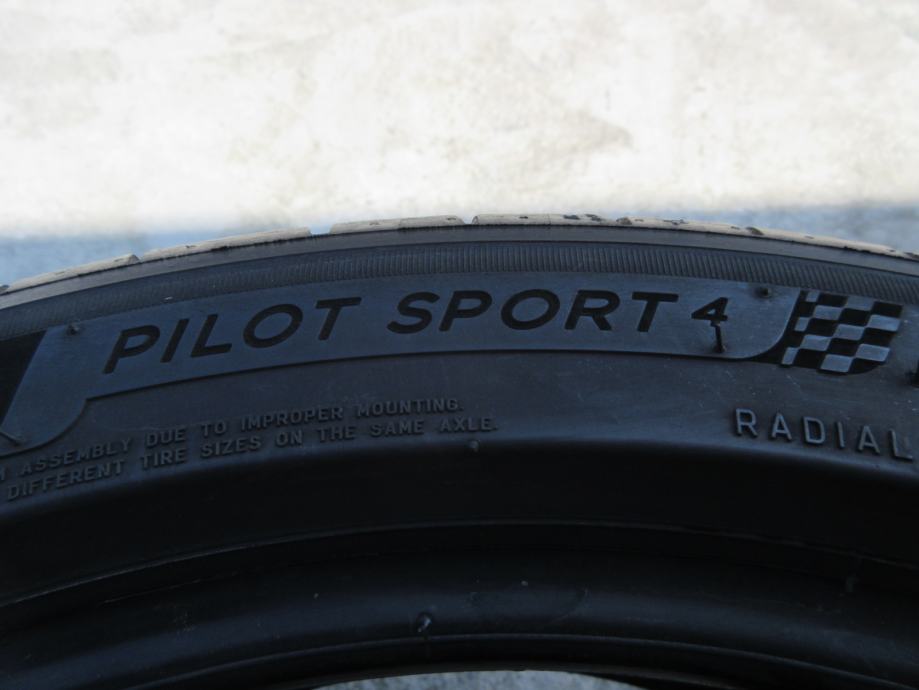 PILOT SPORT 4
ASSEMBLY DUE TO IMPROPER MOUNTING.
DIFFERENT TIRE SIZES ON THE SAME AXLE.
RADIAL